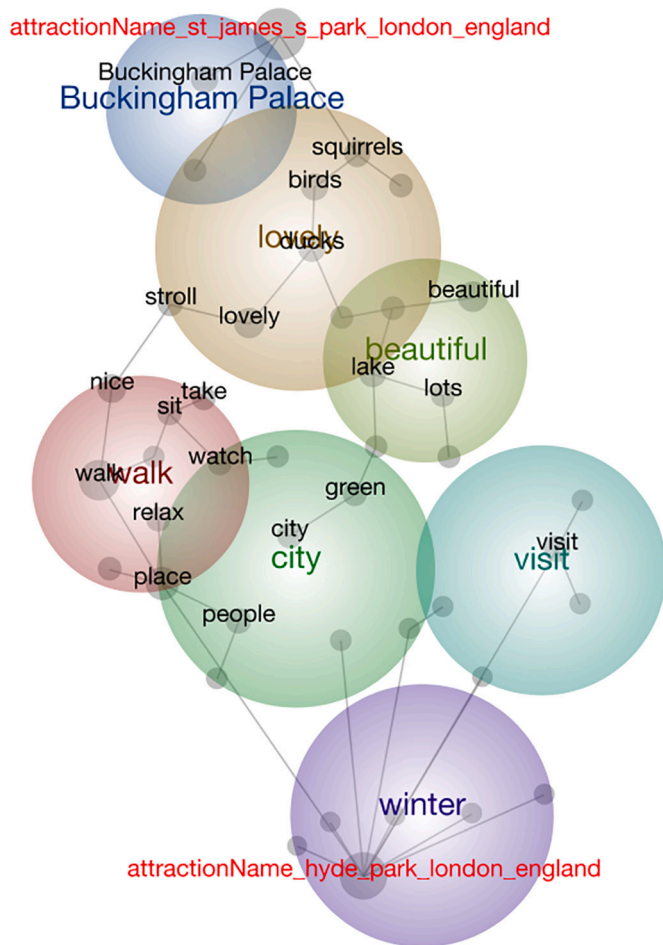 attractionName_st_james_s_park_london_england
Buckingham Palace
Buckingham Palace
squirrels
birds
lovely
ducks
stroll
lovely
beautiful
beautiful
lake
lots
nice
take
sit
walk
walk
watch
relax
green
city
city
visit
visit
place
people
winter
attractionName_hyde_park_london_england